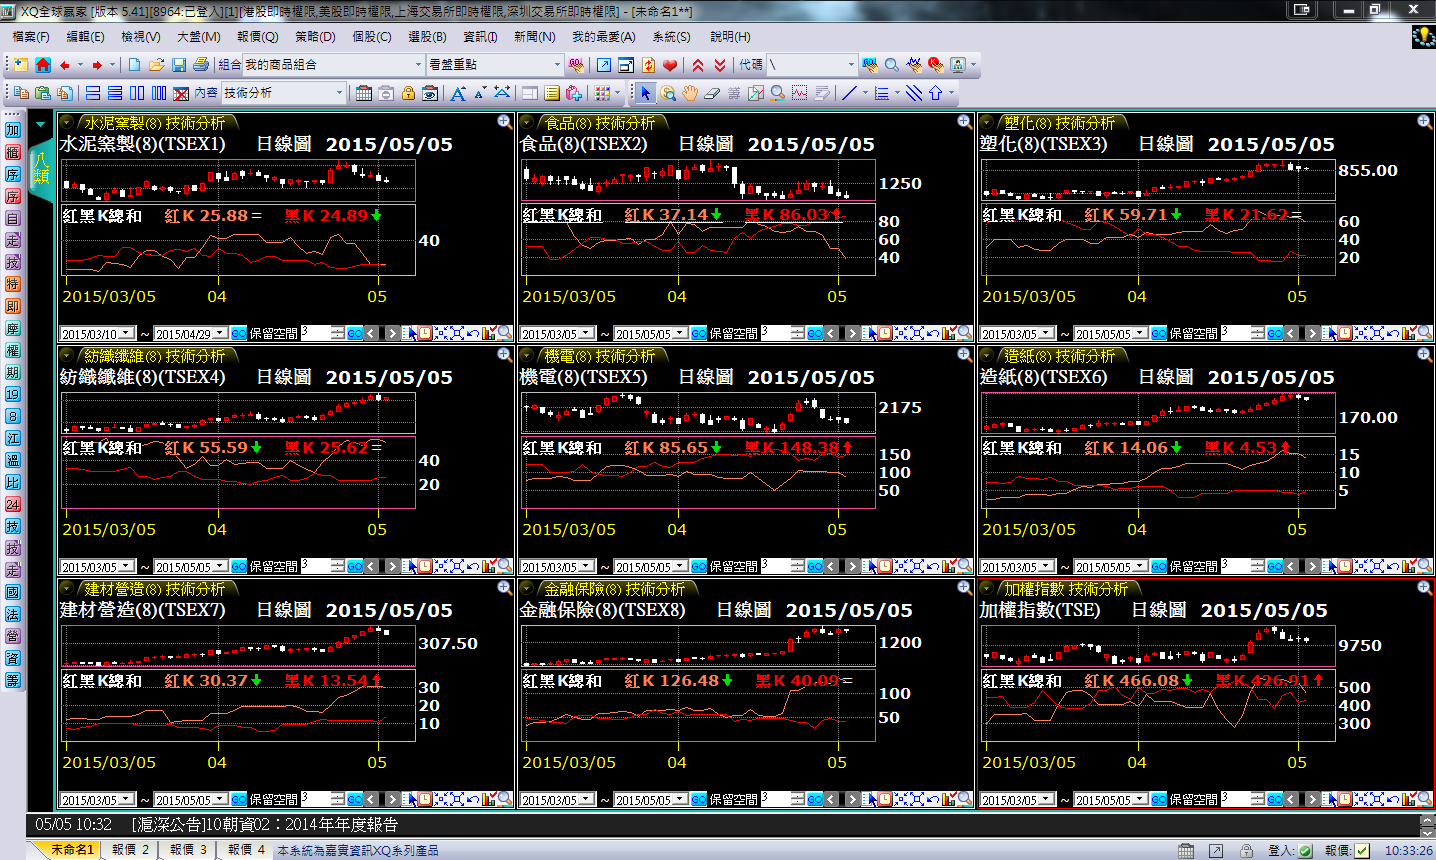 XQ全球贏家 [版本 5.41][8964:已登入][1][港股即時權限,美股即時權限,上海交易所即時權限,深圳交易所即時權限] - [未命名1**]
檔案(F) 編輯(E) 檢視(V) 大盤(M) 報價(Q) 策略(D) 個股(C) 選股(B) 資訊(I) 新聞(N) 我的最愛(A) 系統(S) 說明(H)
組合 我的商品組合 看盤重點 代碼 \
內容 技術分析
加
值
序
序
自
走
技
特
即
壓
權
期
19
8
江
溫
比
24
技
技
走
國
法
當
資
籌
八類
水泥窯製(8) 技術分析
水泥窯製(8)(TSEX1) 日線圖 2015/05/05
紅黑K總和 紅K 25.88 = 黑K 24.89
40
2015/03/05 04 05
2015/03/10 ~ 2015/04/29 GO 保留空間 3 GO
食品(8) 技術分析
食品(8)(TSEX2) 日線圖 2015/05/05
1250
紅黑K總和 紅K 37.14 黑K 86.03
80
60
40
2015/03/05 04 05
2015/03/05 ~ 2015/05/05 GO 保留空間 3 GO
塑化(8) 技術分析
塑化(8)(TSEX3) 日線圖 2015/05/05
855.00
紅黑K總和 紅K 59.71 黑K 21.62 =
60
40
20
2015/03/05 04 05
2015/03/05 ~ 2015/05/05 GO 保留空間 3 GO
紡織纖維(8) 技術分析
紡織纖維(8)(TSEX4) 日線圖 2015/05/05
紅黑K總和 紅K 55.59 黑K 25.62 =
40
20
2015/03/05 04 05
2015/03/05 ~ 2015/05/05 GO 保留空間 3 GO
機電(8) 技術分析
機電(8)(TSEX5) 日線圖 2015/05/05
2175
紅黑K總和 紅K 85.65 黑K 148.38
150
100
50
2015/03/05 04 05
2015/03/05 ~ 2015/05/05 GO 保留空間 3 GO
造紙(8) 技術分析
造紙(8)(TSEX6) 日線圖 2015/05/05
170.00
紅黑K總和 紅K 14.06 黑K 4.53
15
10
5
2015/03/05 04 05
2015/03/05 ~ 2015/05/05 GO 保留空間 3 GO
建材營造(8) 技術分析
建材營造(8)(TSEX7) 日線圖 2015/05/05
307.50
紅黑K總和 紅K 30.37 黑K 13.54
30
20
10
2015/03/05 04 05
2015/03/05 ~ 2015/05/05 GO 保留空間 3 GO
金融保險(8) 技術分析
金融保險(8)(TSEX8) 日線圖 2015/05/05
1200
紅黑K總和 紅K 126.48 黑K 40.09 =
100
50
2015/03/05 04 05
2015/03/05 ~ 2015/05/05 GO 保留空間 3 GO
加權指數 技術分析
加權指數(TSE) 日線圖 2015/05/05
9750
紅黑K總和 紅K 466.08 黑K 426.91
500
400
300
2015/03/05 04 05
2015/03/05 ~ 2015/05/05 GO 保留空間 3 GO
05/05 10:32 [滬深公告]10朝資02：2014年年度報告
未命名1 報價 2 報價 3 報價 4 本系統為嘉實資訊XQ系列產品 登入: 報價: 10:33:26